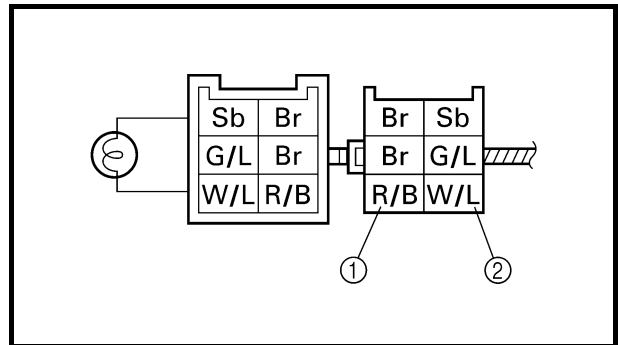 Sb Br Br Sb
G/L Br Br G/L
W/L R/B R/B W/L
① ②